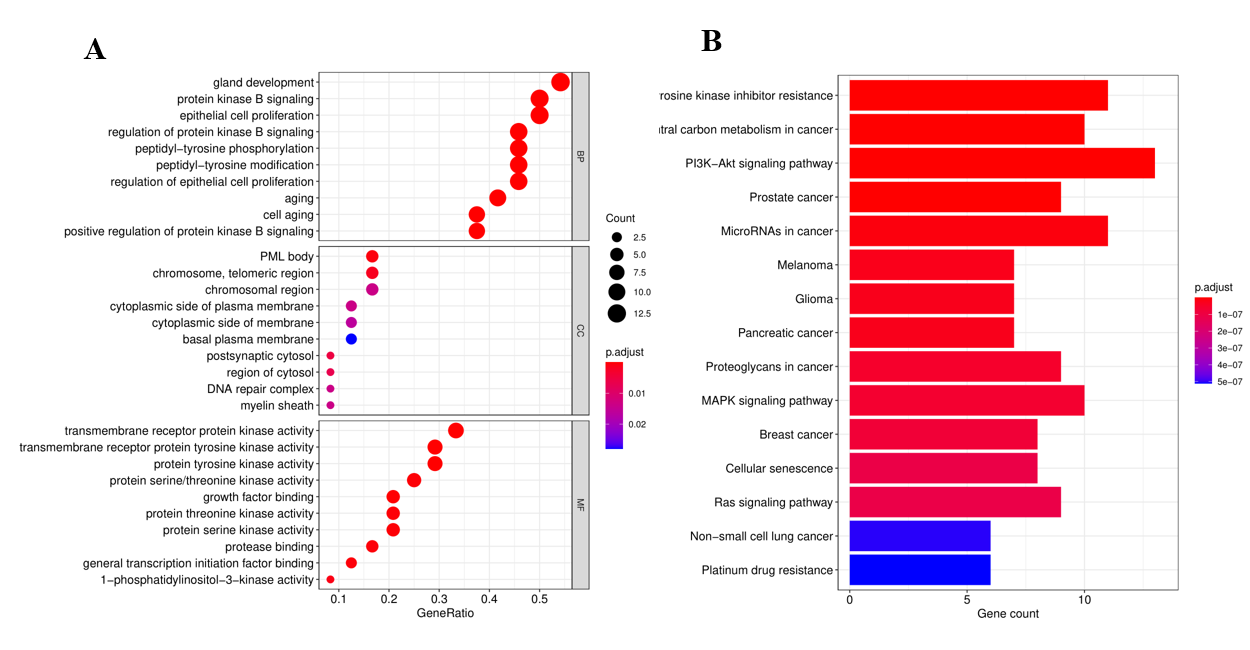 A
gland development
protein kinase B signaling
epithelial cell proliferation
regulation of protein kinase B signaling
peptidyl−tyrosine phosphorylation
peptidyl−tyrosine modification
regulation of epithelial cell proliferation
aging
cell aging
positive regulation of protein kinase B signaling
BP
PML body
chromosome, telomeric region
chromosomal region
cytoplasmic side of plasma membrane
cytoplasmic side of membrane
basal plasma membrane
postsynaptic cytosol
region of cytosol
DNA repair complex
myelin sheath
CC
transmembrane receptor protein kinase activity
transmembrane receptor protein tyrosine kinase activity
protein tyrosine kinase activity
protein serine/threonine kinase activity
growth factor binding
protein threonine kinase activity
protein serine kinase activity
protease binding
general transcription initiation factor binding
1−phosphatidylinositol−3−kinase activity
MF
0.1 0.2 0.3 0.4 0.5
GeneRatio
Count
2.5
5.0
7.5
10.0
12.5
p.adjust
0.01
0.02
B
rosine kinase inhibitor resistance
tral carbon metabolism in cancer
PI3K−Akt signaling pathway
Prostate cancer
MicroRNAs in cancer
Melanoma
Glioma
Pancreatic cancer
Proteoglycans in cancer
MAPK signaling pathway
Breast cancer
Cellular senescence
Ras signaling pathway
Non−small cell lung cancer
Platinum drug resistance
0 5 10
Gene count
p.adjust
1e−07
2e−07
3e−07
4e−07
5e−07